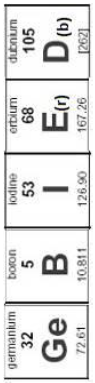 germanium
32
Ge
72.61
boron
5
B
10.811
iodine
53
I
126.90
erbium
68
E(r)
167.26
dubnium
105
D(b)
[262]